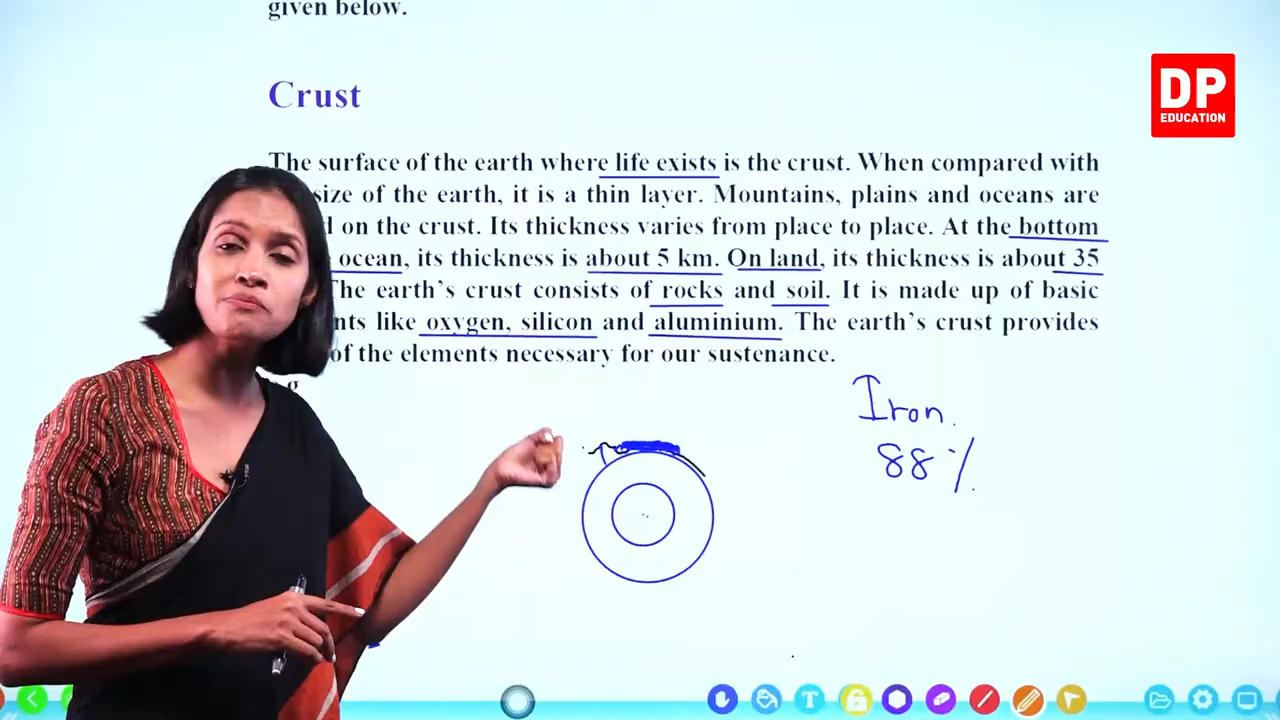 given below.
Crust
DP
EDUCATION
The surface of the earth where life exists is the crust. When compared with
size of the earth, it is a thin layer. Mountains, plains and oceans are
on the crust. Its thickness varies from place to place. At the bottom
ocean, its thickness is about 5 km. On land, its thickness is about 35
The earth's crust consists of rocks and soil. It is made up of basic
like oxygen, silicon and aluminium. The earth's crust provides
of the elements necessary for our sustenance.
Iron.
88%